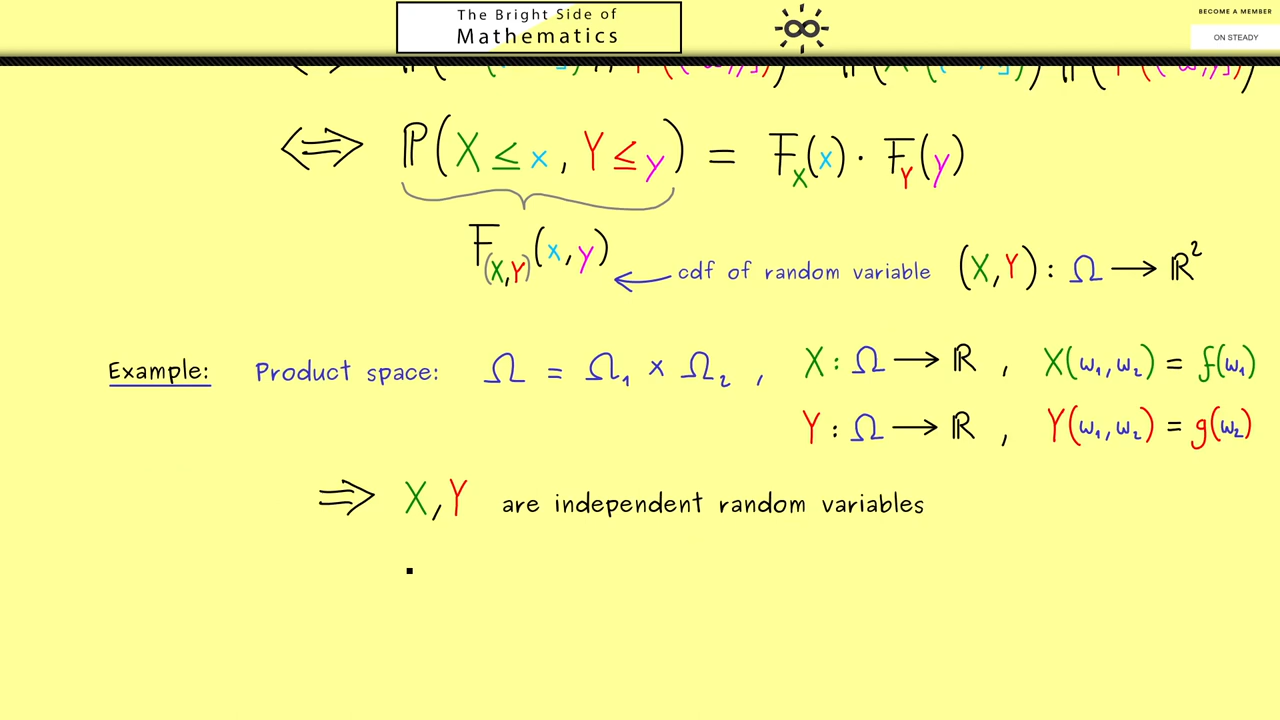 The Bright Side of
Mathematics
BECOME A MEMBER
ON STEADY
⟺ ℙ(X ≤ x, Y ≤ y) = F_X(x) · F_Y(y)
F_(X,Y)(x,y)
cdf of random variable (X,Y): Ω ⟶ ℝ²
Example: Product space: Ω = Ω₁ × Ω₂ , X: Ω ⟶ ℝ , X(ω₁,ω₂) = f(ω₁)
Y: Ω ⟶ ℝ , Y(ω₁,ω₂) = g(ω₂)
⟹ X,Y are independent random variables